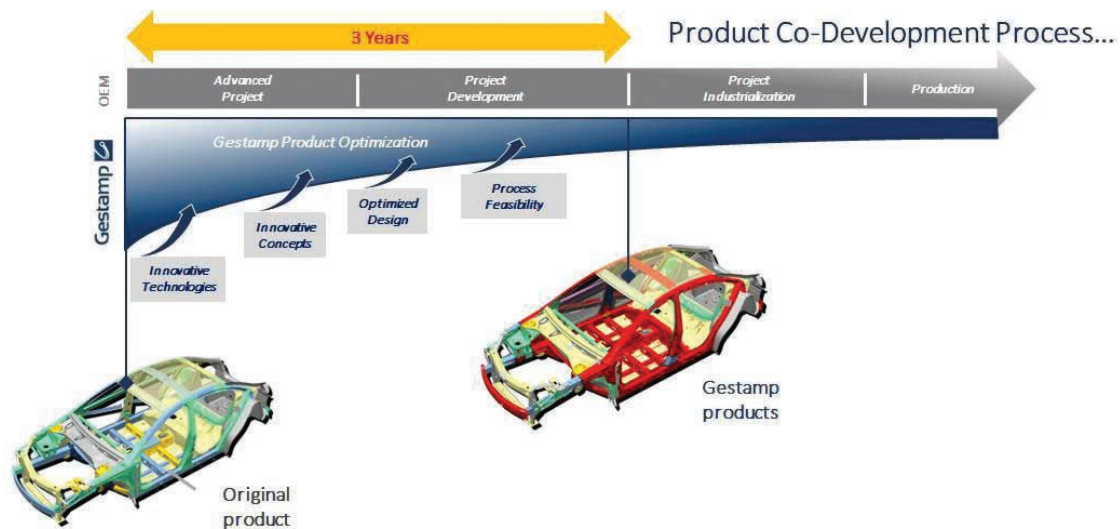 3 Years
Product Co-Development Process...
OEM
Advanced
Project
Project
Development
Project
Industrialization
Production
Gestamp
Gestamp Product Optimization
Innovative
Technologies
Innovative
Concepts
Optimized
Design
Process
Feasibility
Original
product
Gestamp
products